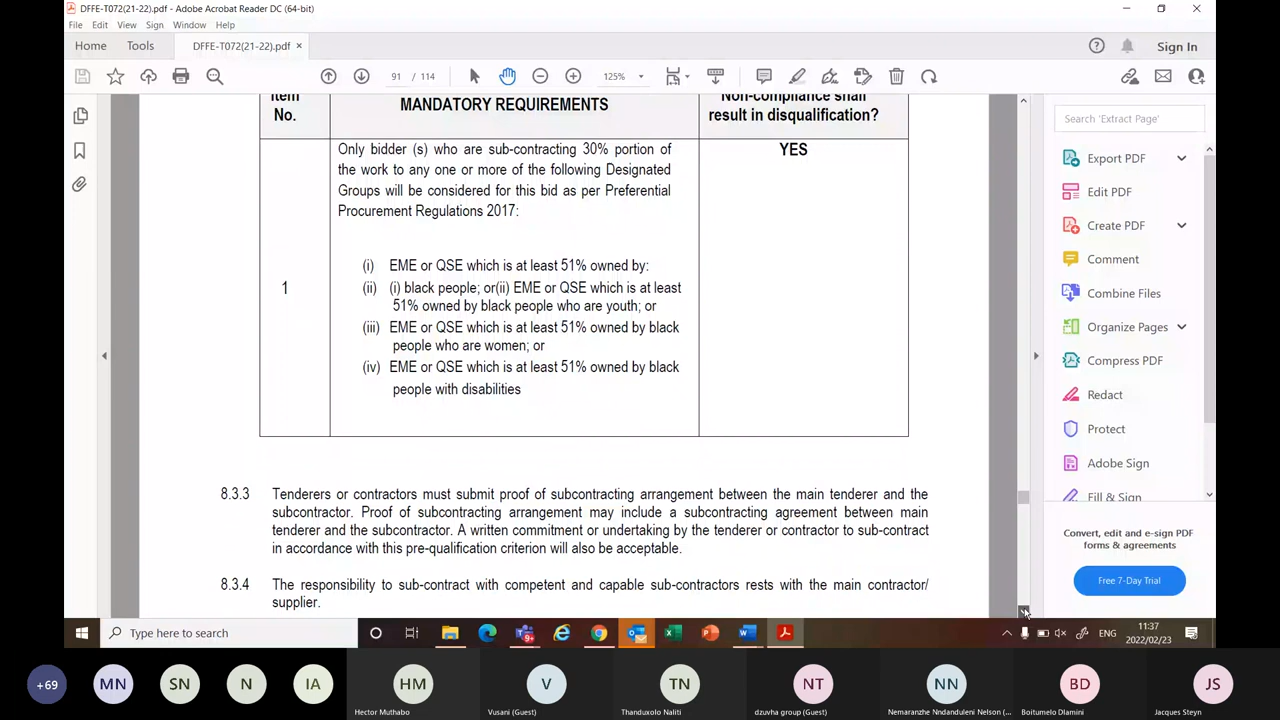 DFFE-T072(21-22).pdf - Adobe Acrobat Reader DC (64-bit)
File Edit View Sign Window Help
Home Tools DFFE-T072(21-22).pdf × Sign In
91 / 114 125%
Item
No.
MANDATORY REQUIREMENTS
Non-compliance shall
result in disqualification?
1
Only bidder (s) who are sub-contracting 30% portion of
the work to any one or more of the following Designated
Groups will be considered for this bid as per Preferential
Procurement Regulations 2017:
(i) EME or QSE which is at least 51% owned by:
(ii) (i) black people; or(ii) EME or QSE which is at least
51% owned by black people who are youth; or
(iii) EME or QSE which is at least 51% owned by black
people who are women; or
(iv) EME or QSE which is at least 51% owned by black
people with disabilities
YES
8.3.3 Tenderers or contractors must submit proof of subcontracting arrangement between the main tenderer and the
subcontractor. Proof of subcontracting arrangement may include a subcontracting agreement between main
tenderer and the subcontractor. A written commitment or undertaking by the tenderer or contractor to sub-contract
in accordance with this pre-qualification criterion will also be acceptable.
8.3.4 The responsibility to sub-contract with competent and capable sub-contractors rests with the main contractor/
supplier.
Search 'Extract Page'
Export PDF
Edit PDF
Create PDF
Comment
Combine Files
Organize Pages
Compress PDF
Redact
Protect
Adobe Sign
Fill & Sign
Convert, edit and e-sign PDF
forms & agreements
Free 7-Day Trial
Type here to search
ENG
11:37
2022/02/23
+69 MN SN N IA HM V TN NT NN BD JS
Hector Muthabo Vusani (Guest) Thanduxolo Naliti dzuvha group (Guest) Nemaranzhe Nndanduleni Nelson (... Boitumelo Dlamini Jacques Steyn